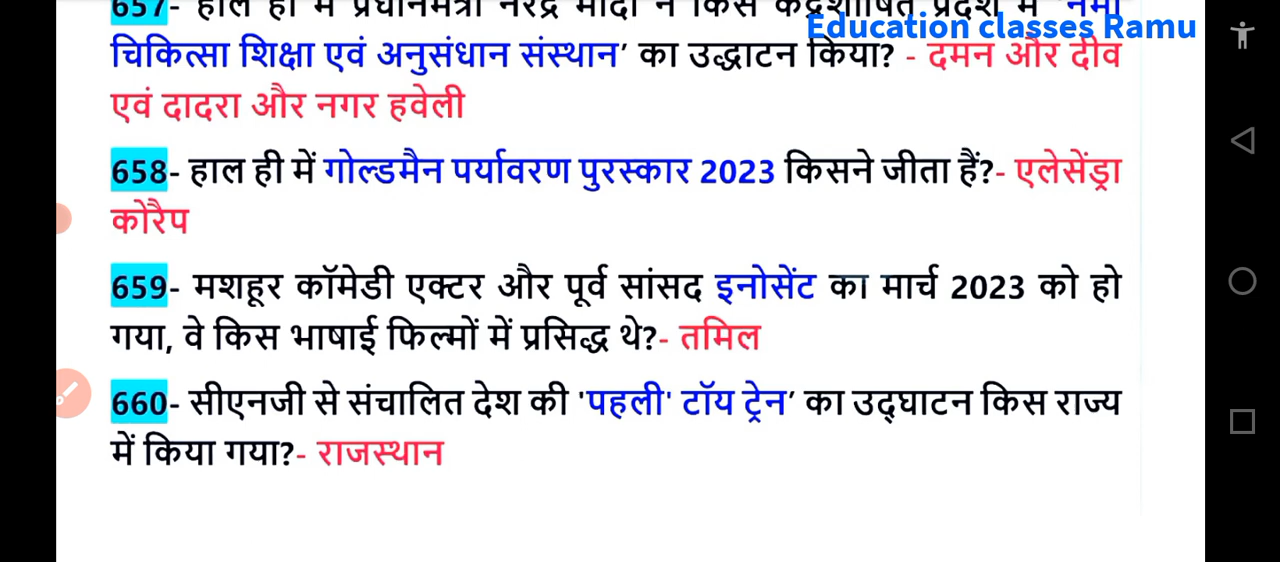 657- हाल ही में प्रधानमंत्री नरेंद्र मोदी ने किस केंद्रशासित प्रदेश में 'नमो
Education classes Ramu
चिकित्सा शिक्षा एवं अनुसंधान संस्थान’ का उद्घाटन किया? - दमन और दीव
एवं दादरा और नगर हवेली
658- हाल ही में गोल्डमैन पर्यावरण पुरस्कार 2023 किसने जीता हैं?- एलेसेंड्रा
कोरैप
659- मशहूर कॉमेडी एक्टर और पूर्व सांसद इनोसेंट का मार्च 2023 को हो
गया, वे किस भाषाई फिल्मों में प्रसिद्ध थे?- तमिल
660- सीएनजी से संचालित देश की 'पहली' टॉय ट्रेन’ का उद्‌घाटन किस राज्य
में किया गया?- राजस्थान